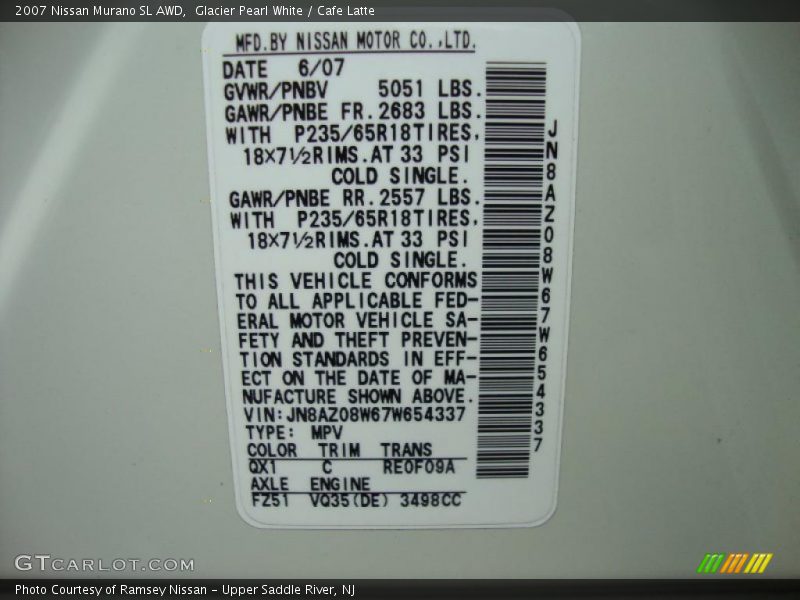 2007 Nissan Murano SL AWD,  Glacier Pearl White / Cafe Latte
MFD.BY NISSAN MOTOR CO.,LTD.
DATE 6/07
GVWR/PNBV 5051 LBS.
GAWR/PNBE FR.2683 LBS.
WITH P235/65R18TIRES,
18×7½RIMS.AT 33 PSI
COLD SINGLE.
GAWR/PNBE RR.2557 LBS.
WITH P235/65R18TIRES,
18×7½RIMS.AT 33 PSI
COLD SINGLE.
THIS VEHICLE CONFORMS
TO ALL APPLICABLE FED-
ERAL MOTOR VEHICLE SA-
FETY AND THEFT PREVEN-
TION STANDARDS IN EFF-
ECT ON THE DATE OF MA-
NUFACTURE SHOWN ABOVE.
VIN:JN8AZ08W67W654337
TYPE: MPV
COLOR TRIM TRANS
QX1 C RE0F09A
AXLE ENGINE
FZ51 VQ35(DE) 3498CC
JN8AZ08W67W654337
GTCARLOT.COM
Photo Courtesy of Ramsey Nissan - Upper Saddle River, NJ